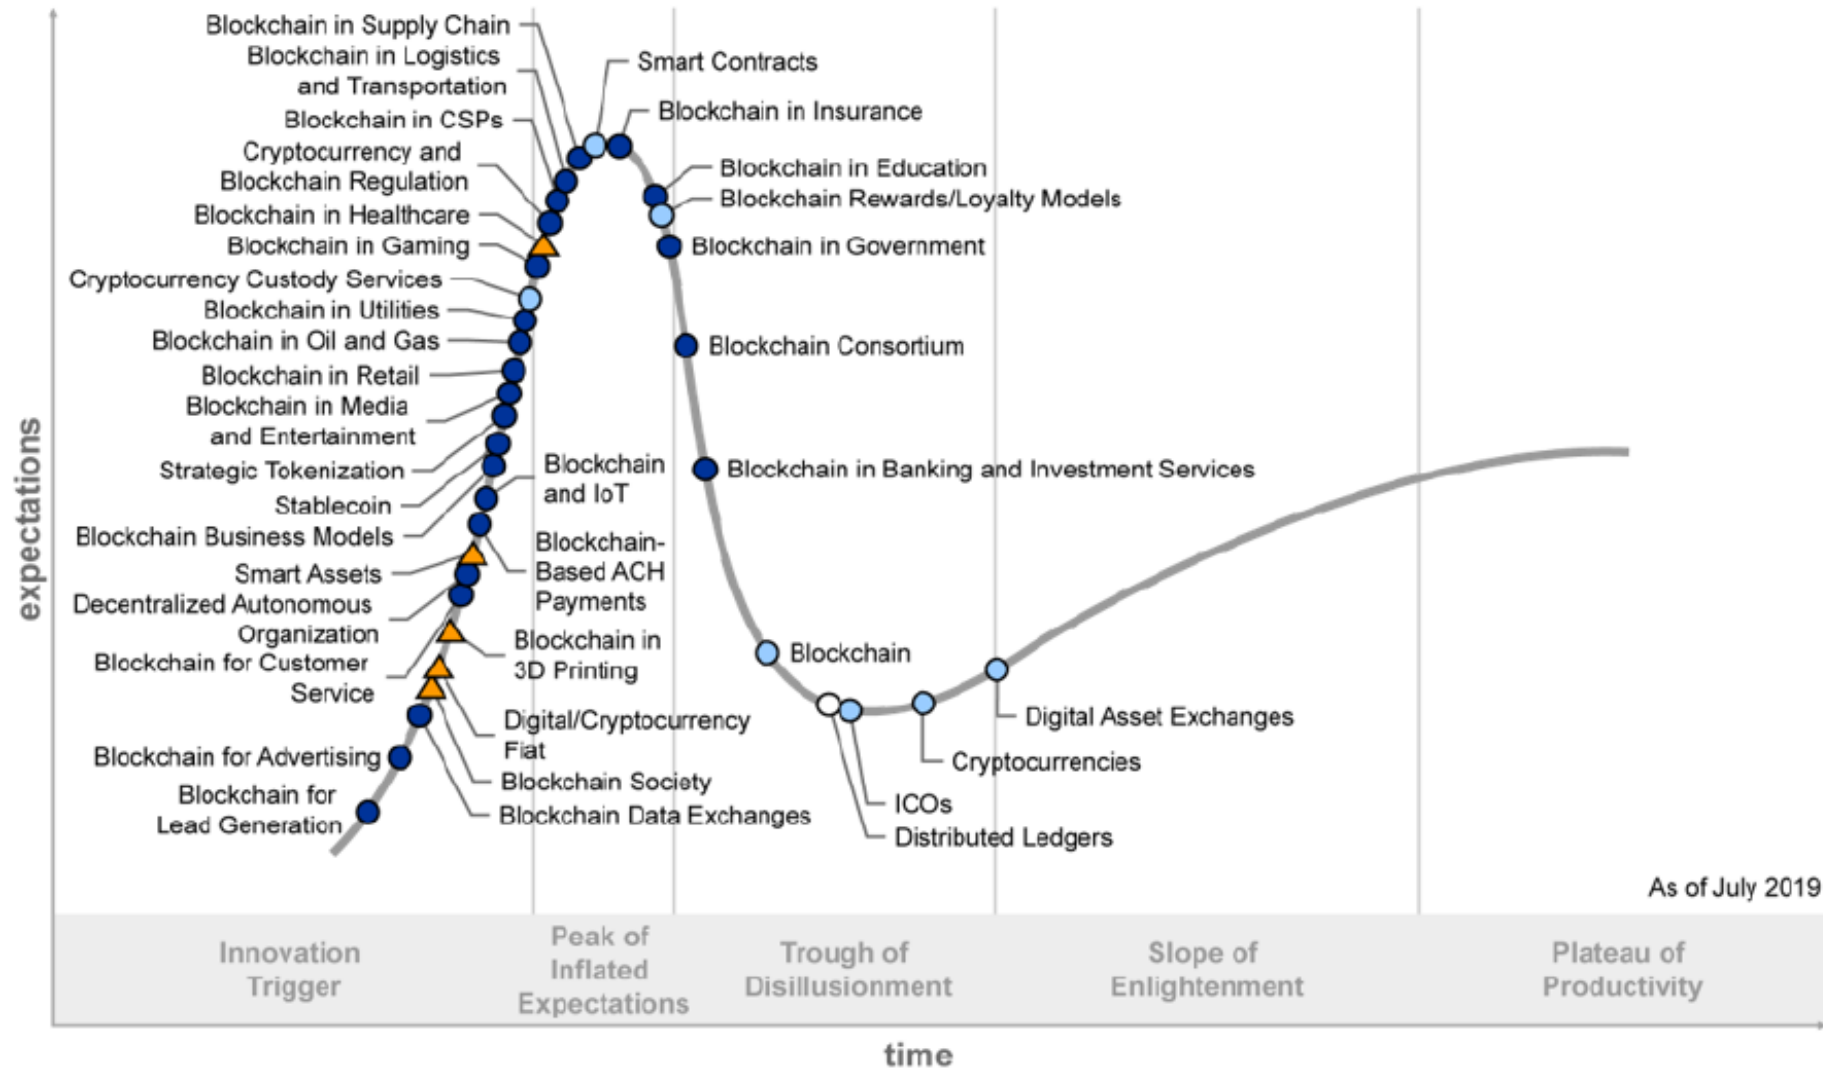 Blockchain in Supply Chain
Blockchain in Logistics
and Transportation
Blockchain in CSPs
Cryptocurrency and
Blockchain Regulation
Blockchain in Healthcare
Blockchain in Gaming
Cryptocurrency Custody Services
Blockchain in Utilities
Blockchain in Oil and Gas
Blockchain in Retail
Blockchain in Media
and Entertainment
Strategic Tokenization
Stablecoin
Blockchain Business Models
Smart Assets
Decentralized Autonomous
Organization
Blockchain for Customer
Service
Blockchain for Advertising
Blockchain for
Lead Generation
Smart Contracts
Blockchain in Insurance
Blockchain in Education
Blockchain Rewards/Loyalty Models
Blockchain in Government
Blockchain Consortium
Blockchain in Banking and Investment Services
Blockchain
and IoT
Blockchain-
Based ACH
Payments
Blockchain in
3D Printing
Digital/Cryptocurrency
Fiat
Blockchain Society
Blockchain Data Exchanges
Blockchain
Digital Asset Exchanges
Cryptocurrencies
ICOs
Distributed Ledgers
As of July 2019
expectations
Innovation
Trigger
Peak of
Inflated
Expectations
Trough of
Disillusionment
Slope of
Enlightenment
Plateau of
Productivity
time